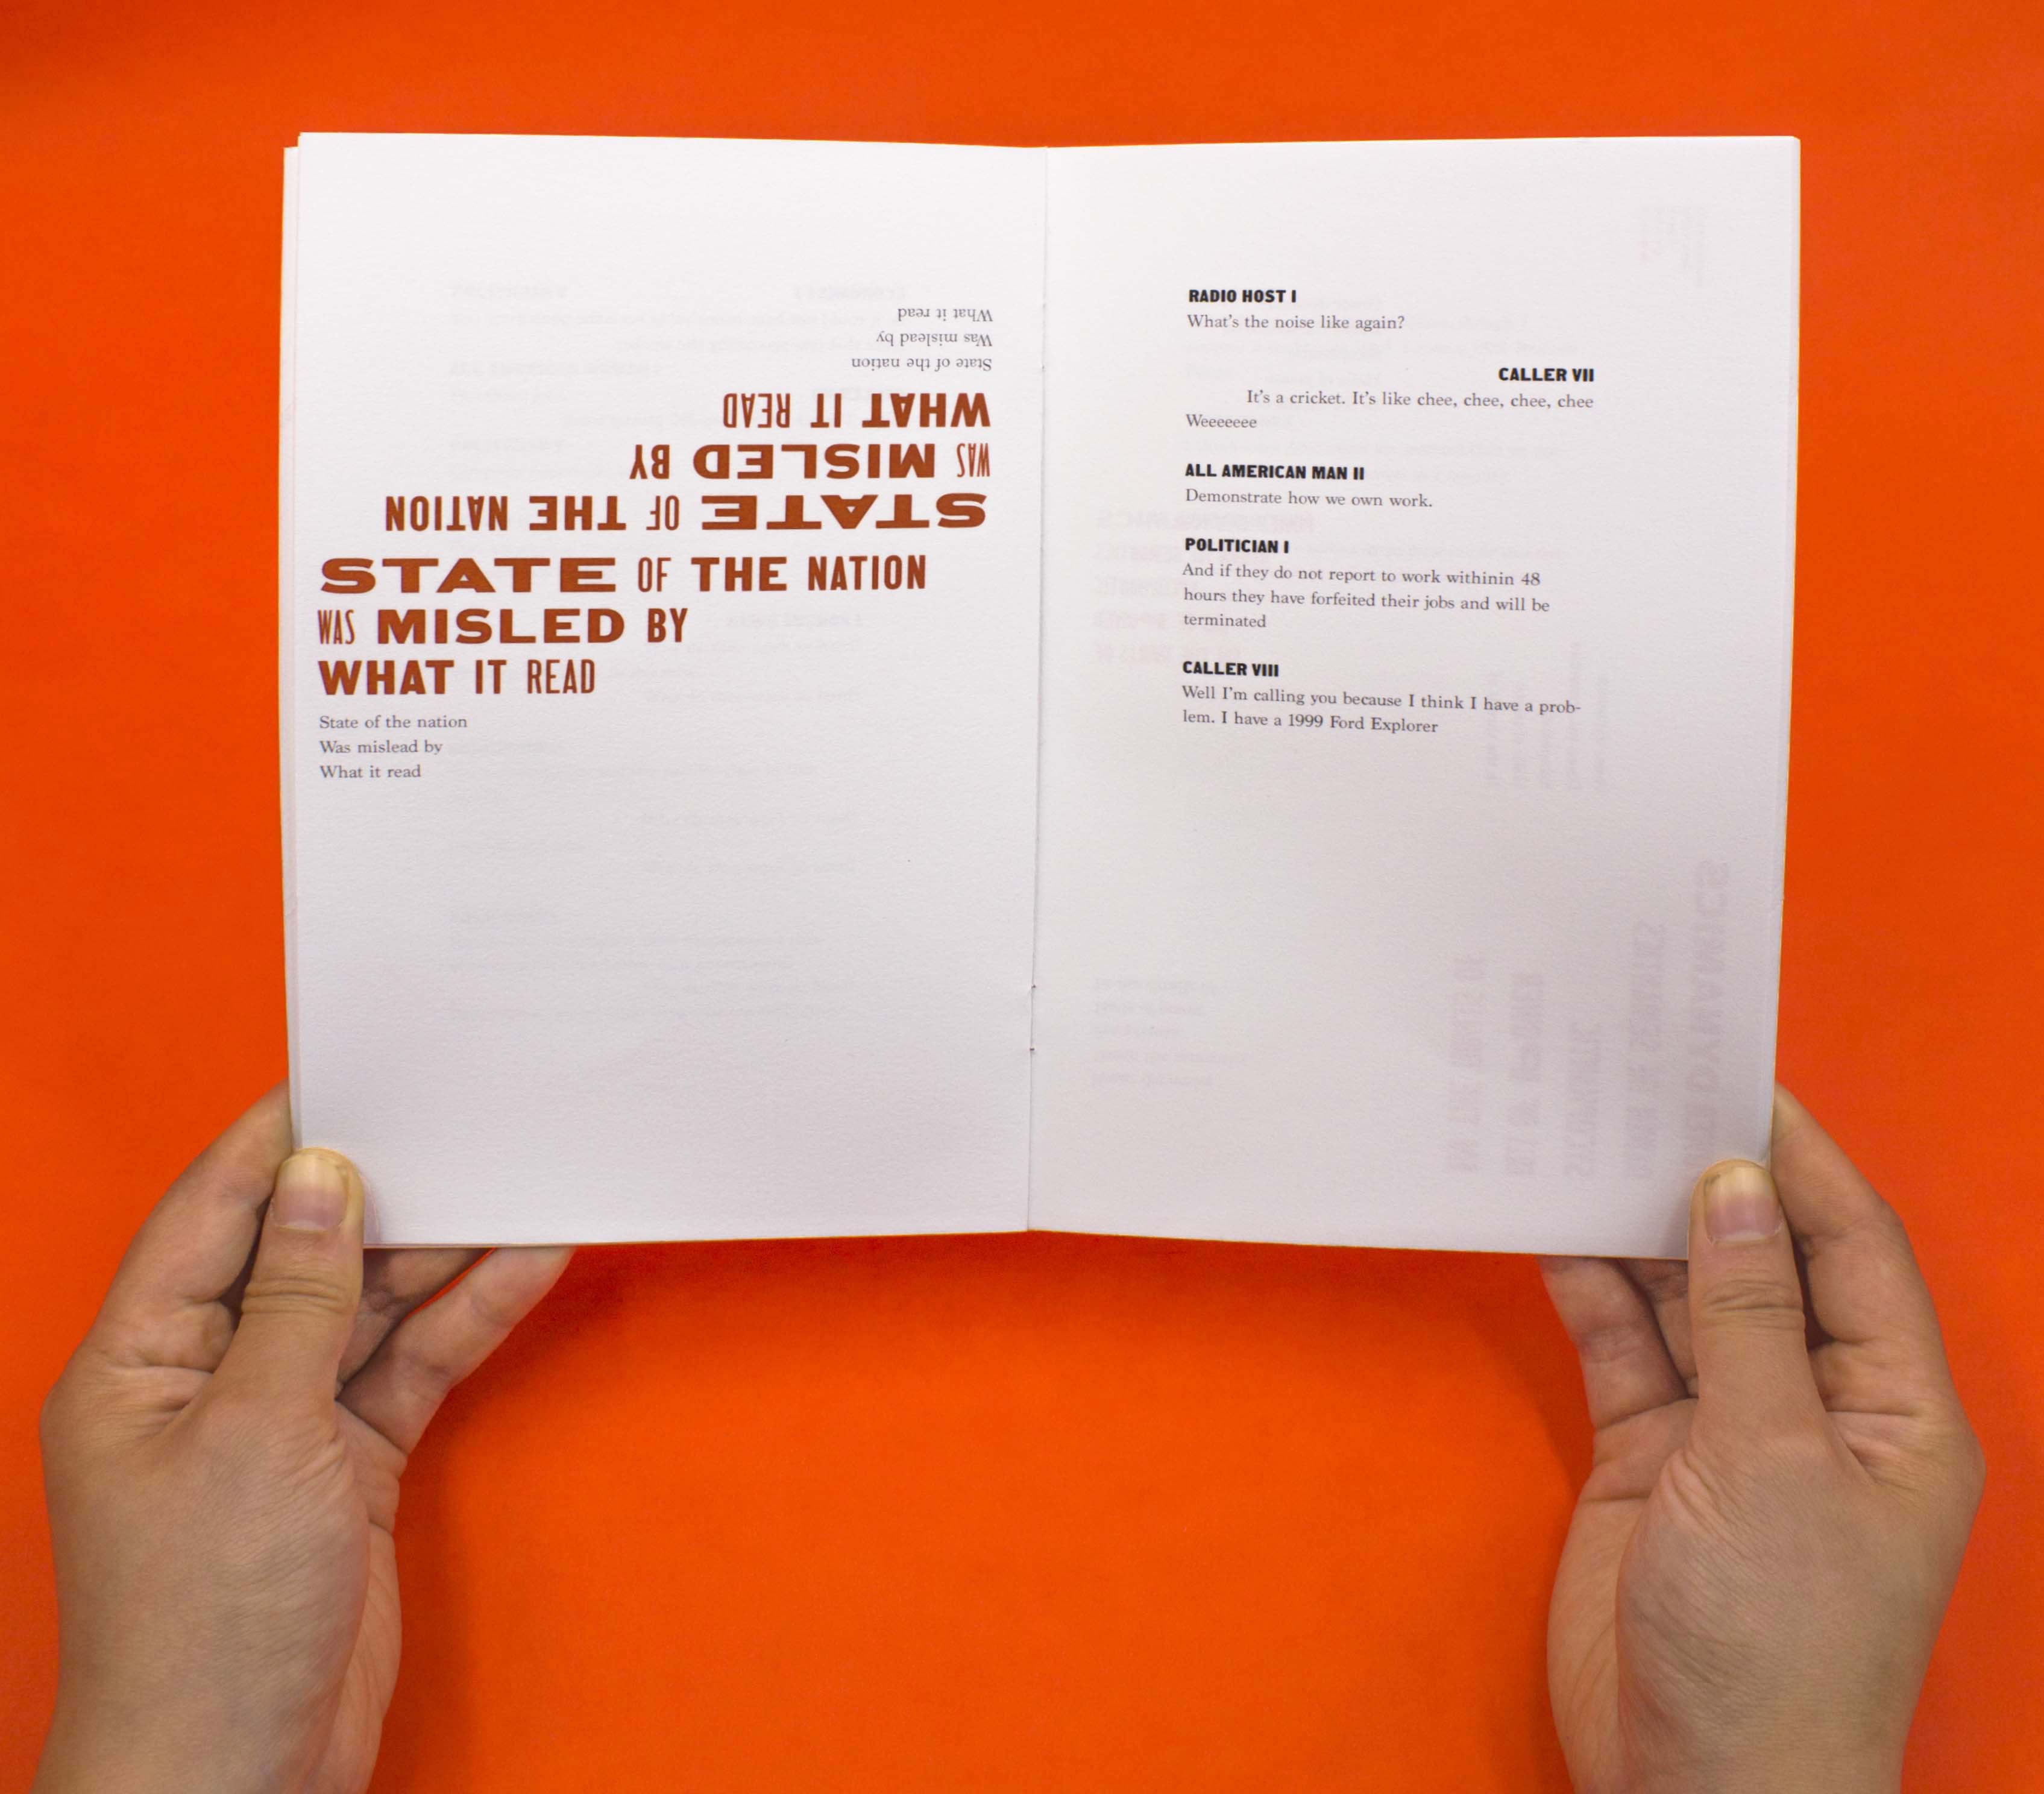 What it read
Was mislead by
State of the nation
WHAT IT READ
WAS MISLED BY
STATE OF THE NATION
STATE OF THE NATION
WAS MISLED BY
WHAT IT READ
State of the nation
Was mislead by
What it read
RADIO HOST I
What's the noise like again?
CALLER VII
It's a cricket. It's like chee, chee, chee, chee
Weeeeeee
ALL AMERICAN MAN II
Demonstrate how we own work.
POLITICIAN I
And if they do not report to work withinin 48
hours they have forfeited their jobs and will be
terminated
CALLER VIII
Well I'm calling you because I think I have a prob-
lem. I have a 1999 Ford Explorer